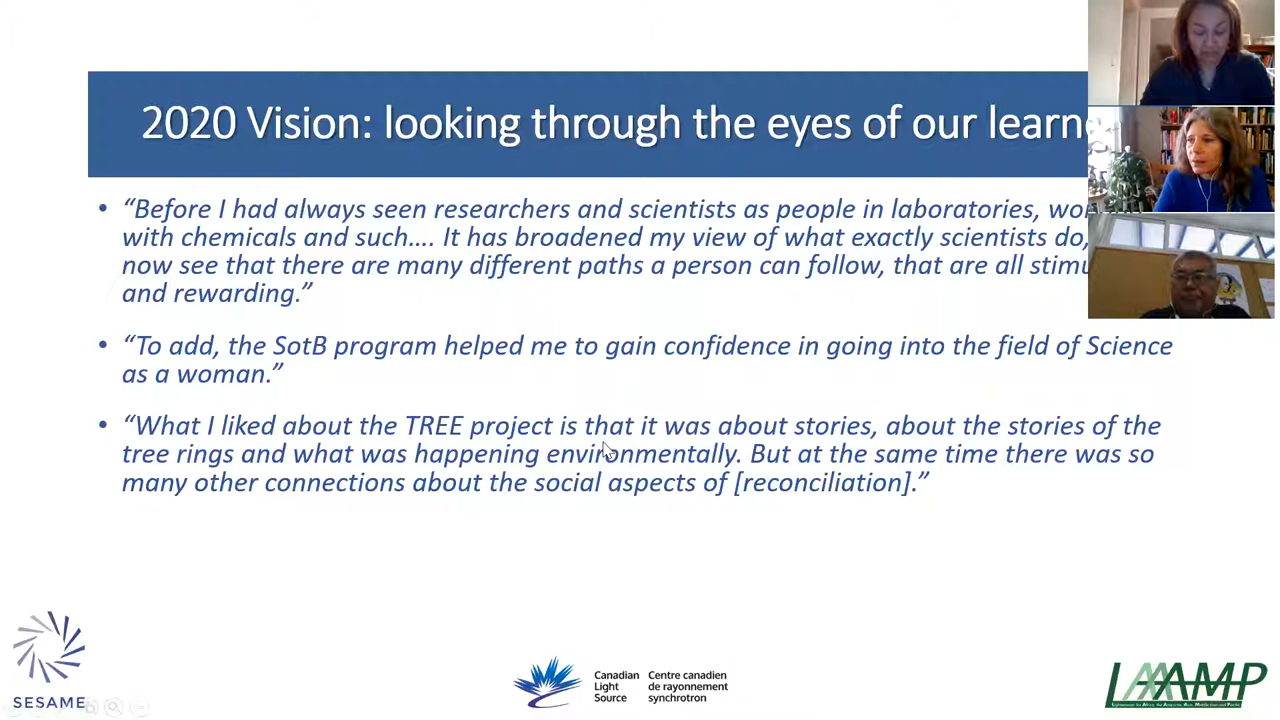 2020 Vision: looking through the eyes of our
• “Before I had always seen researchers and scientists as people in laboratories,
with chemicals and such…. It has broadened my view of what exactly scientists do,
now see that there are many different paths a person can follow, that are all
and rewarding.”
• “To add, the SotB program helped me to gain confidence in going into the field of Science
as a woman.”
• “What I liked about the TREE project is that it was about stories, about the stories of the
tree rings and what was happening environmentally. But at the same time there was so
many other connections about the social aspects of [reconciliation].”
SESAME
Canadian
Light
Source
Centre canadien
de rayonnement
synchrotron
LAAAMP